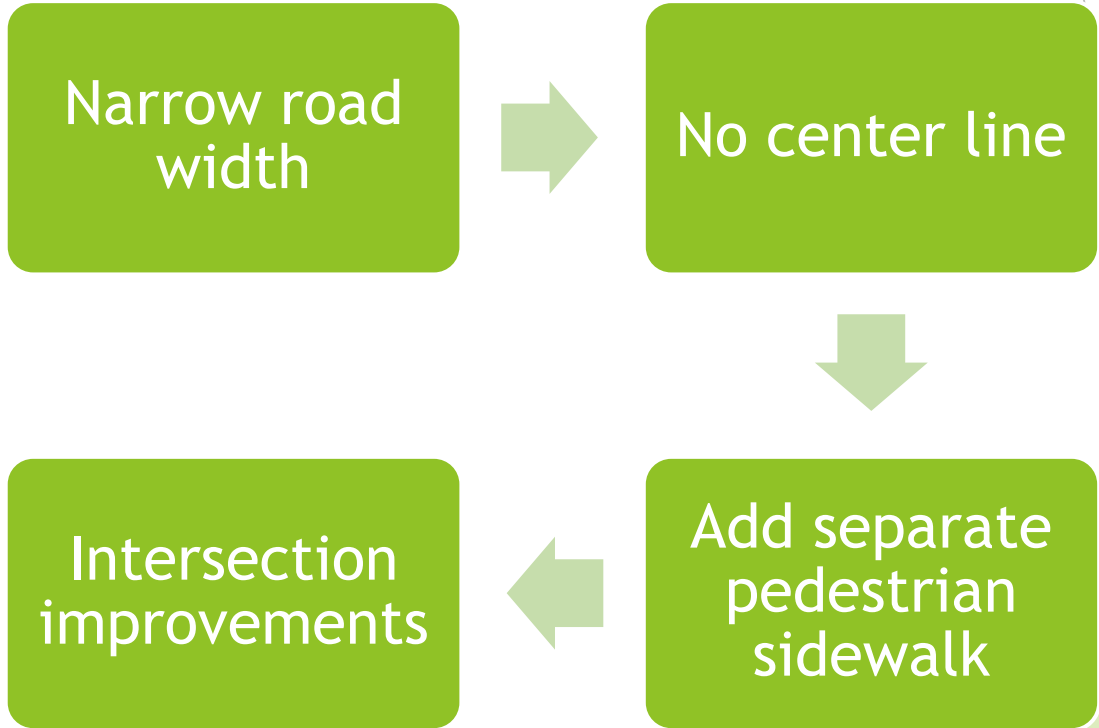 Narrow road
width
No center line
Add separate
pedestrian
sidewalk
Intersection
improvements